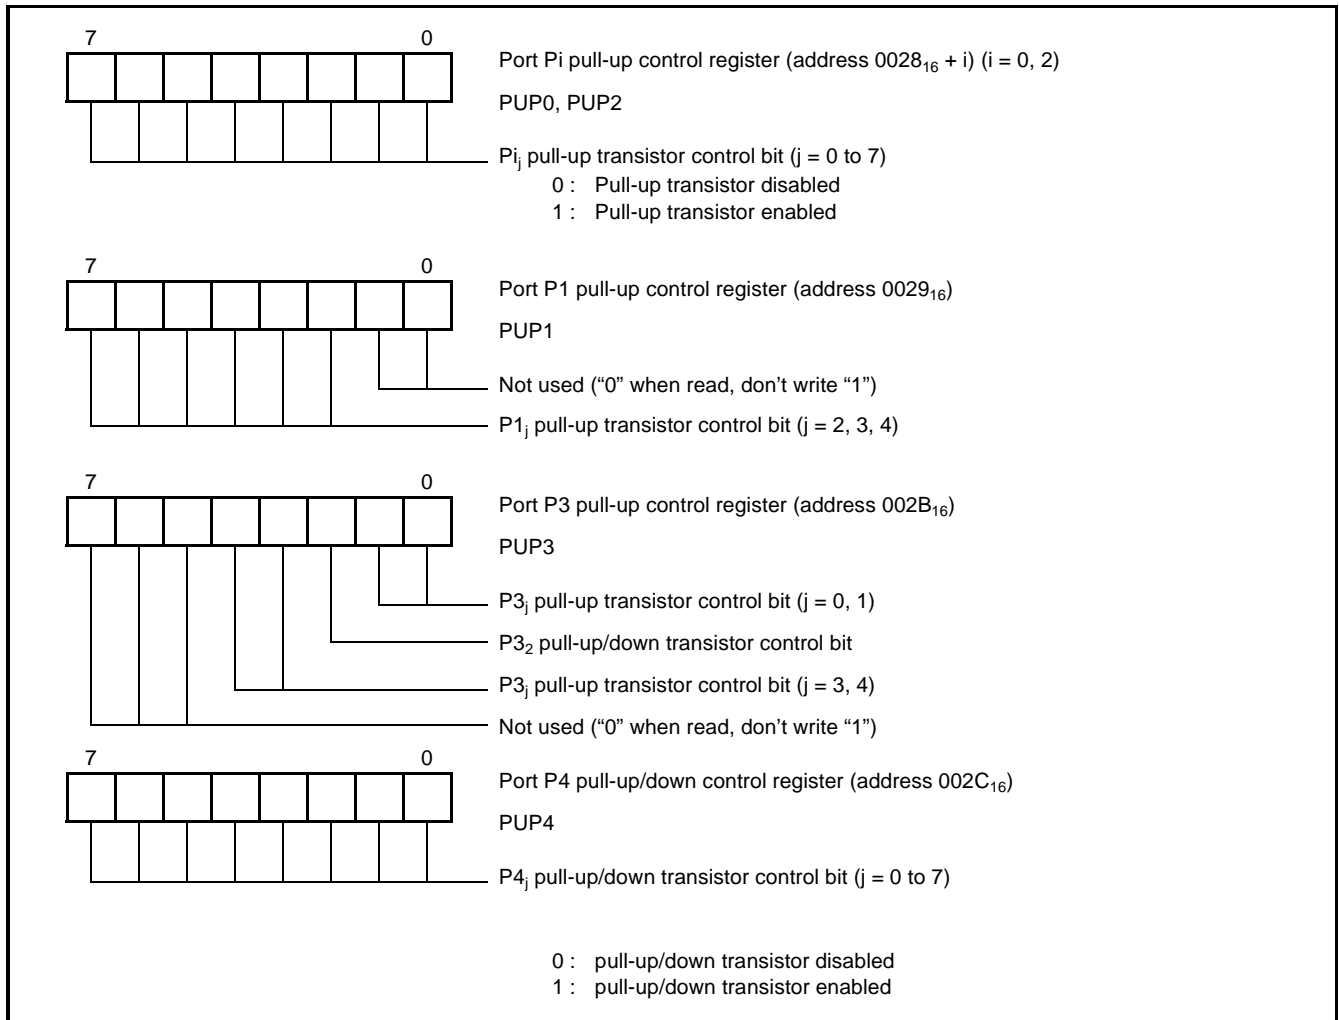 7 0
Port Pi pull-up control register (address 0028₁₆ + i) (i = 0, 2)
PUP0, PUP2
Piⱼ pull-up transistor control bit (j = 0 to 7)
0 : Pull-up transistor disabled
1 : Pull-up transistor enabled
7 0
Port P1 pull-up control register (address 0029₁₆)
PUP1
Not used (“0” when read, don’t write “1”)
P1ⱼ pull-up transistor control bit (j = 2, 3, 4)
7 0
Port P3 pull-up control register (address 002B₁₆)
PUP3
P3ⱼ pull-up transistor control bit (j = 0, 1)
P3₂ pull-up/down transistor control bit
P3ⱼ pull-up transistor control bit (j = 3, 4)
Not used (“0” when read, don’t write “1”)
7 0
Port P4 pull-up/down control register (address 002C₁₆)
PUP4
P4ⱼ pull-up/down transistor control bit (j = 0 to 7)
0 : pull-up/down transistor disabled
1 : pull-up/down transistor enabled